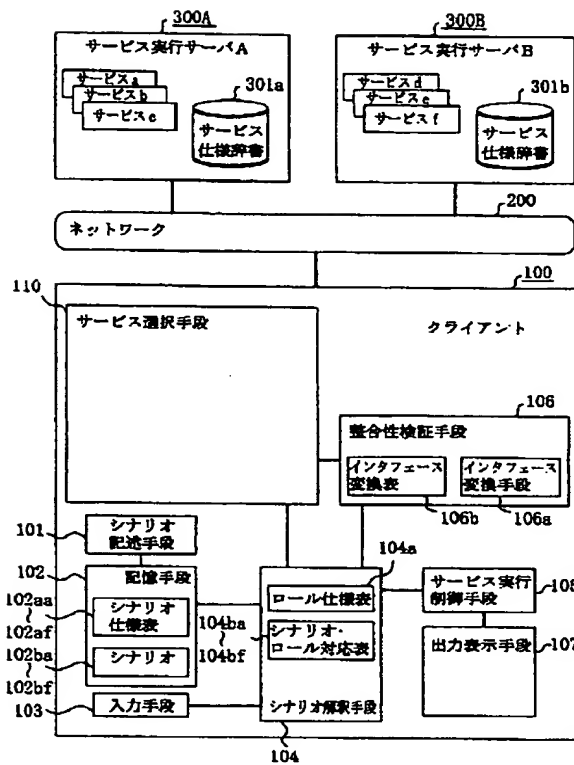 300A
300B
サービス実行サーバA
サービスa
サービスb
サービスc
301a
サービス
仕様辞書
サービス実行サーバB
サービスd
サービスe
サービスf
301b
サービス
仕様辞書
200
ネットワーク
100
110
サービス選択手段
クライアント
106
整合性検証手段
インタフェース
変換表
インタフェース
変換手段
106b
106a
101
シナリオ
記述手段
102
記憶手段
102aa
~
102af
シナリオ
仕様表
102ba
~
102bf
シナリオ
103
入力手段
104a
ロール仕様表
104ba
~
104bf
シナリオ・
ロール対応表
シナリオ解釈手段
104
サービス実行
制御手段
108
出力表示手段
107